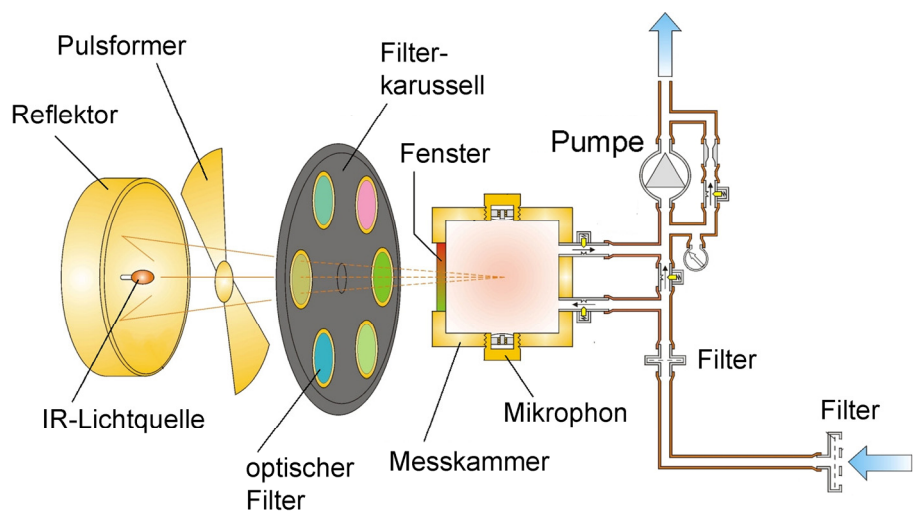 Pulsformer
Reflektor
Filter-
karussell
Fenster
Pumpe
IR-Lichtquelle
optischer
Filter
Messkammer
Mikrophon
Filter
Filter